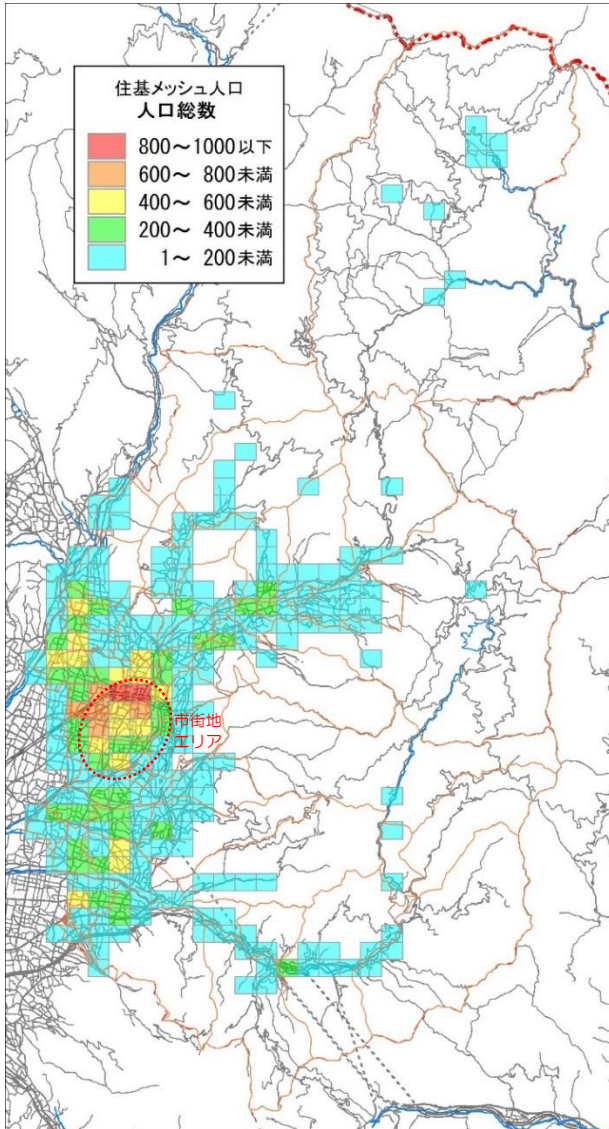 住基メッシュ人口
人口総数
800～1000以下
600～ 800未満
400～ 600未満
200～ 400未満
1～ 200未満
市街地
エリア